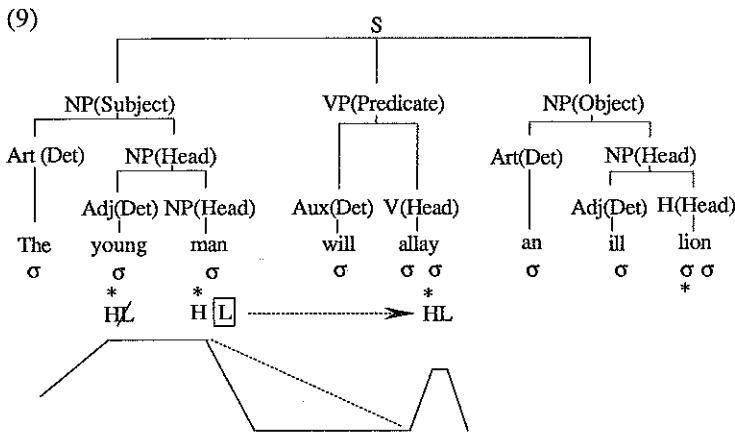 (9)
S
NP(Subject) VP(Predicate) NP(Object)
Art (Det) NP(Head) Art(Det) NP(Head)
Adj(Det) NP(Head) Aux(Det) V(Head) Adj(Det) H(Head)
The young man will allay an ill lion
σ σ σ σ σ σ σ σ σ σ
* * * *
HL H L HL